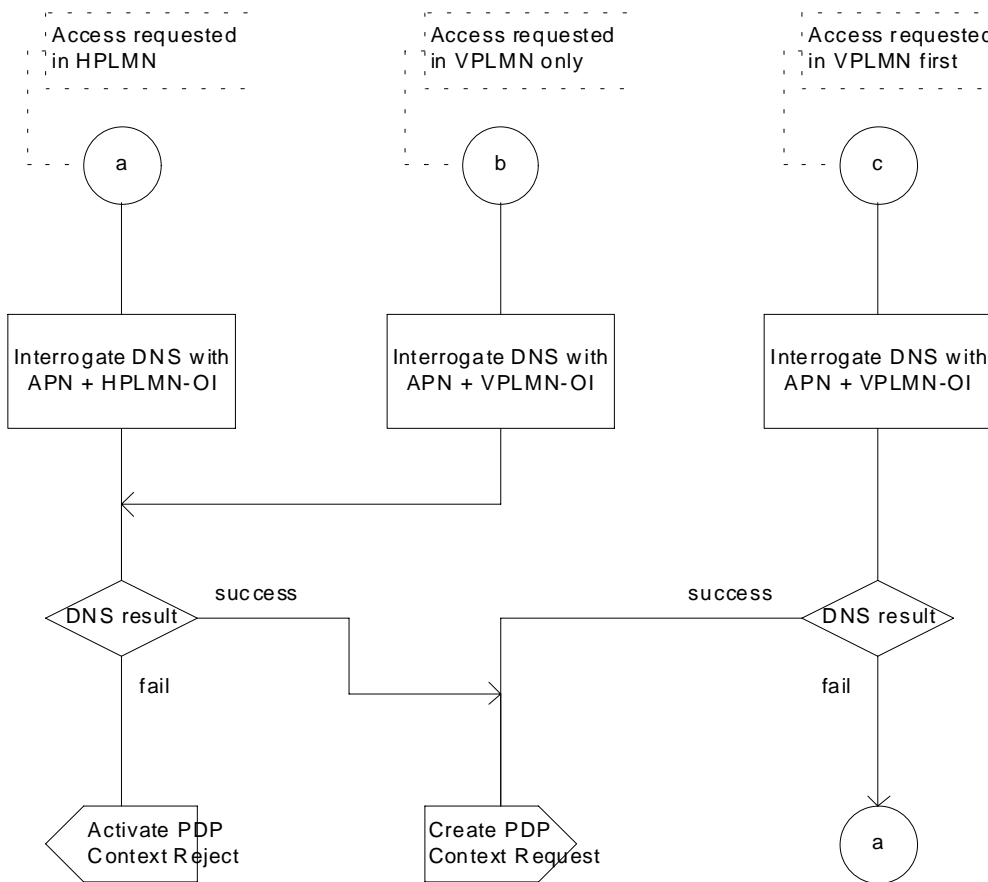 Access requested
in HPLMN
Access requested
in VPLMN only
Access requested
in VPLMN first
a
b
c
Interrogate DNS with
APN + HPLMN-OI
Interrogate DNS with
APN + VPLMN-OI
Interrogate DNS with
APN + VPLMN-OI
DNS result
success
fail
success
DNS result
fail
Activate PDP
Context Reject
Create PDP
Context Request
a